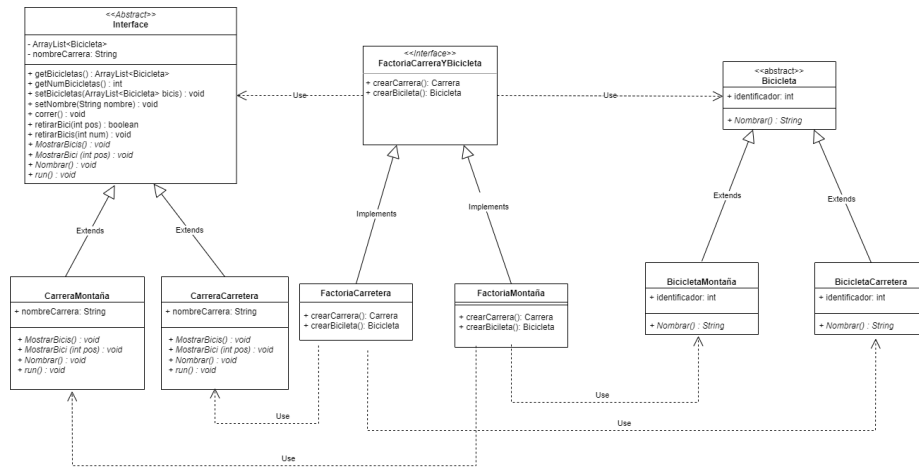 <<Abstract>>
Interface
- ArrayList<Bicicleta>
- nombreCarrera: String
+ getBicicletas() : ArrayList<Bicicleta>
+ getNumBicicletas() : int
+ setBicicletas(ArrayList<Bicicleta> bicis) : void
+ setNombre(String nombre) : void
+ correr() : void
+ retirarBici(int pos) : boolean
+ retirarBicis(int num) : void
+ MostrarBicis() : void
+ MostrarBici (int pos) : void
+ Nombrar() : void
+ run() : void
<<Interface>>
FactoriaCarreraYBicicleta
+ crearCarrera(): Carrera
+ crearBicileta(): Bicicleta
<<abstract>>
Bicicleta
+ identificador: int
+ Nombrar() : String
Use
Use
Extends
Extends
Implements
Implements
Extends
Extends
CarreraMontaña
+ nombreCarrera: String
+ MostrarBicis() : void
+ MostrarBici (int pos) : void
+ Nombrar() : void
+ run() : void
CarreraCarretera
+ nombreCarrera: String
+ MostrarBicis() : void
+ MostrarBici (int pos) : void
+ Nombrar() : void
+ run() : void
FactoriaCarretera
+ crearCarrera(): Carrera
+ crearBicileta(): Bicicleta
FactoriaMontaña
+ crearCarrera(): Carrera
+ crearBicileta(): Bicicleta
BicicletaMontaña
+ identificador: int
+ Nombrar() : String
BicicletaCarretera
+ identificador: int
+ Nombrar() : String
Use
Use
Use
Use